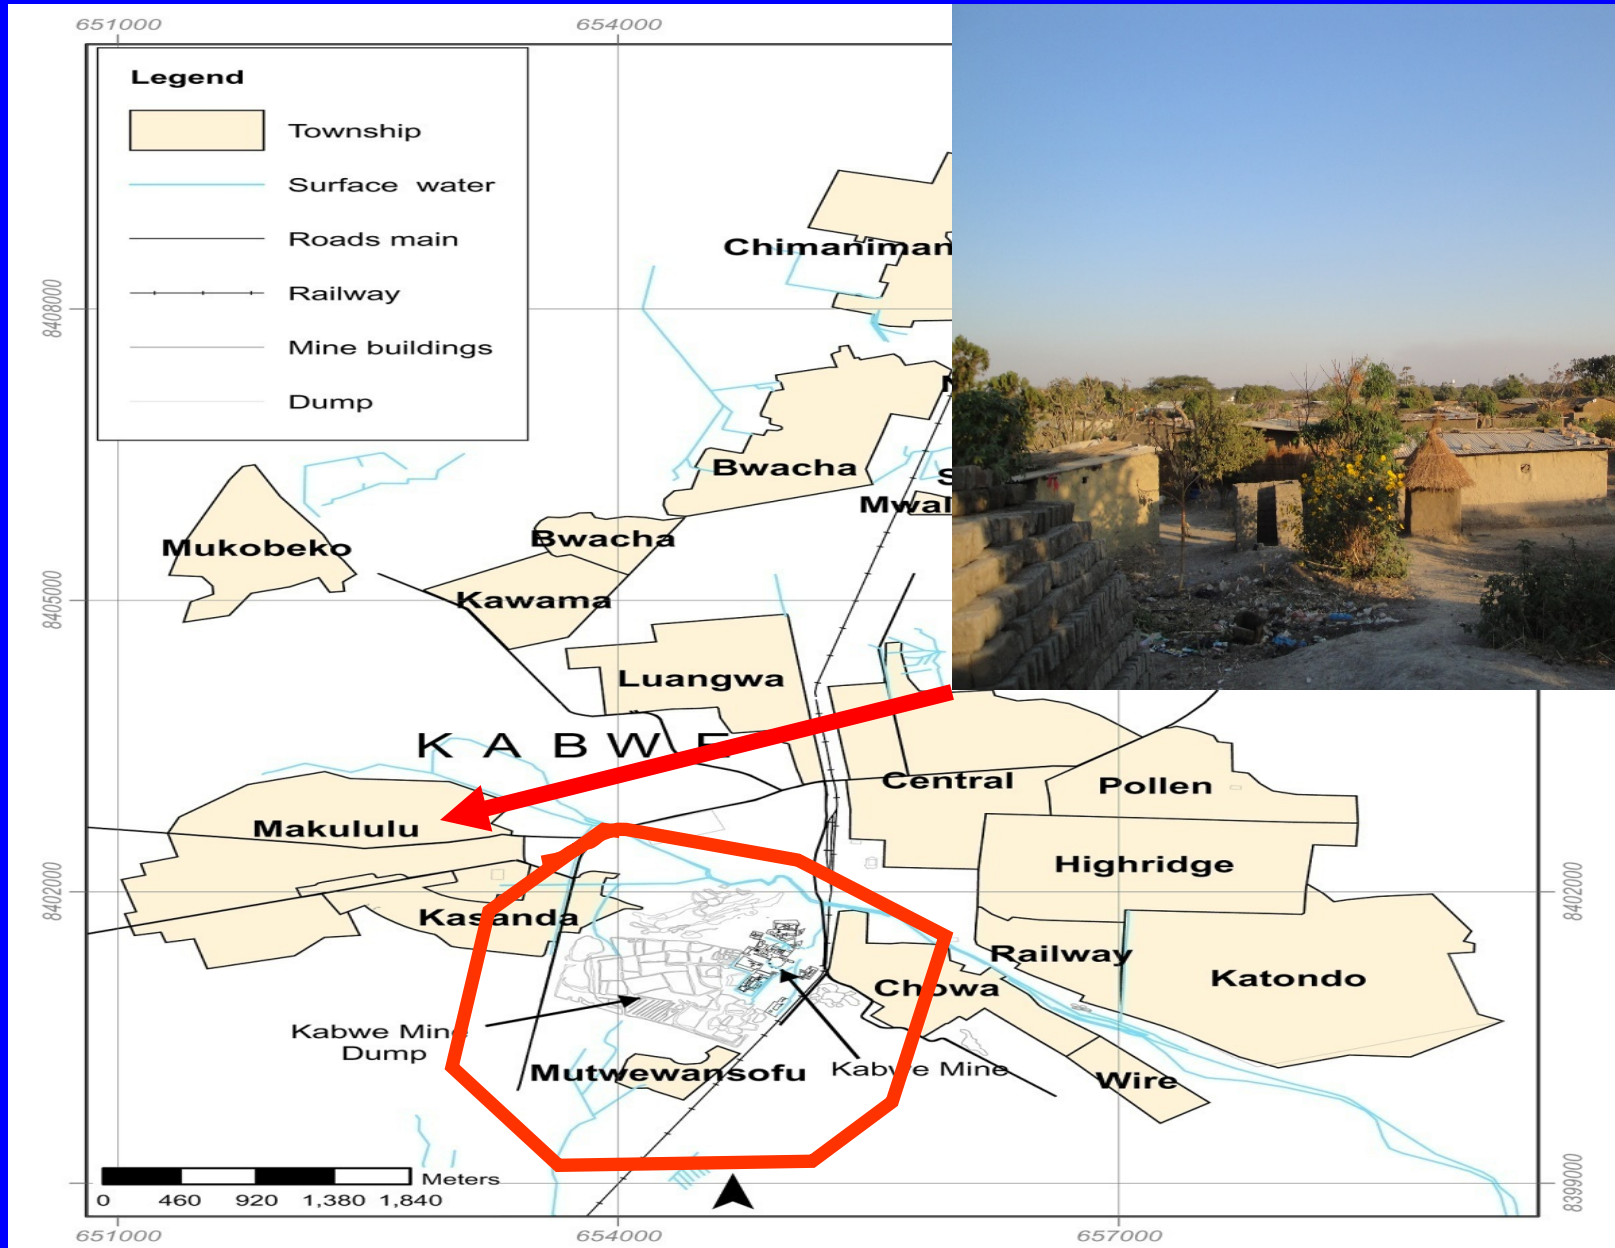 651000
654000
Legend
Township
Surface water
Roads main
Railway
Mine buildings
Dump
8408000
8405000
8402000
Chimaniman
Bwacha
Mwal
Mukobeko
Bwacha
Kawama
Luangwa
KABWE
Central
Pollen
Makululu
Highridge
Kasanda
Railway
Katondo
Chowa
Kabwe Mine
Dump
Mutwewansofu
Kabwe Mine
Wire
8402000
8399000
Meters
0 460 920 1,380 1,840
651000
654000
657000